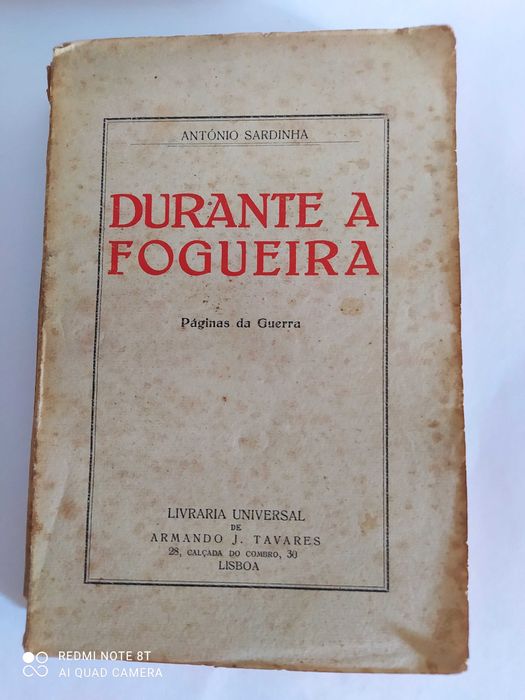 ANTÓNIO SARDINHA
DURANTE A
FOGUEIRA
Páginas da Guerra
LIVRARIA UNIVERSAL
DE
ARMANDO J. TAVARES
28, CALÇADA DO COMBRO, 30
LISBOA
REDMI NOTE 8T
AI QUAD CAMERA